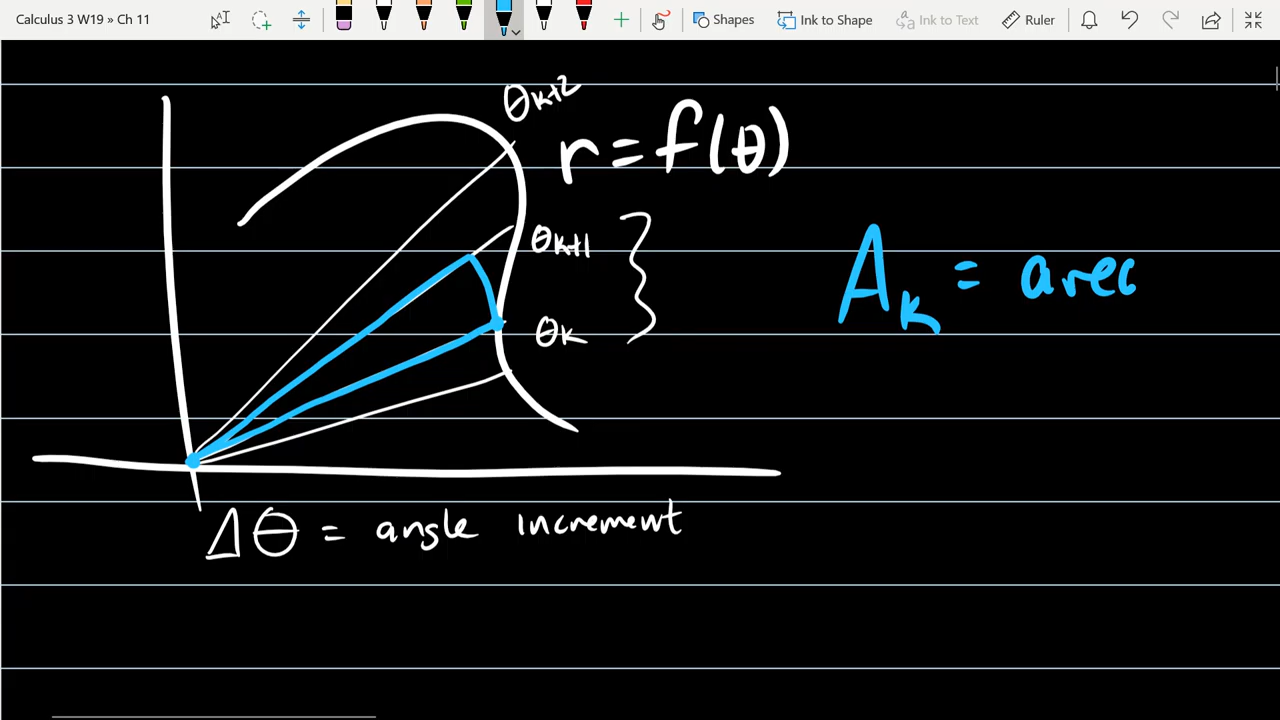 Calculus 3 W19 » Ch 11
Shapes
Ink to Shape
Ink to Text
Ruler
θk+2
r = f(θ)
θk+1
θk
Ak = area
Δθ = angle increment